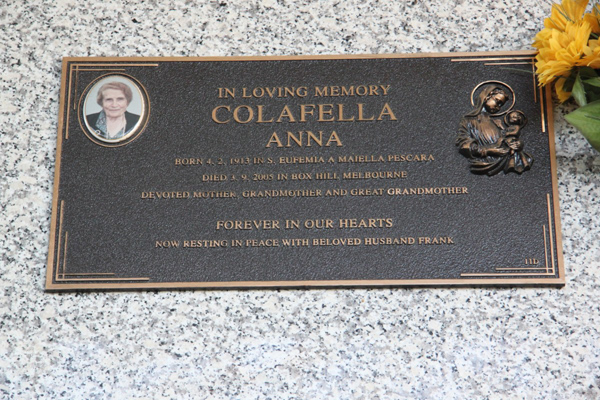 IN LOVING MEMORY
COLAFELLA
ANNA
BORN 4. 2. 1913 IN S. EUFEMIA A MAIELLA PESCARA
DIED 3. 9. 2005 IN BOX HILL MELBOURNE
DEVOTED MOTHER, GRANDMOTHER AND GREAT GRANDMOTHER
FOREVER IN OUR HEARTS
NOW RESTING IN PEACE WITH BELOVED HUSBAND FRANK